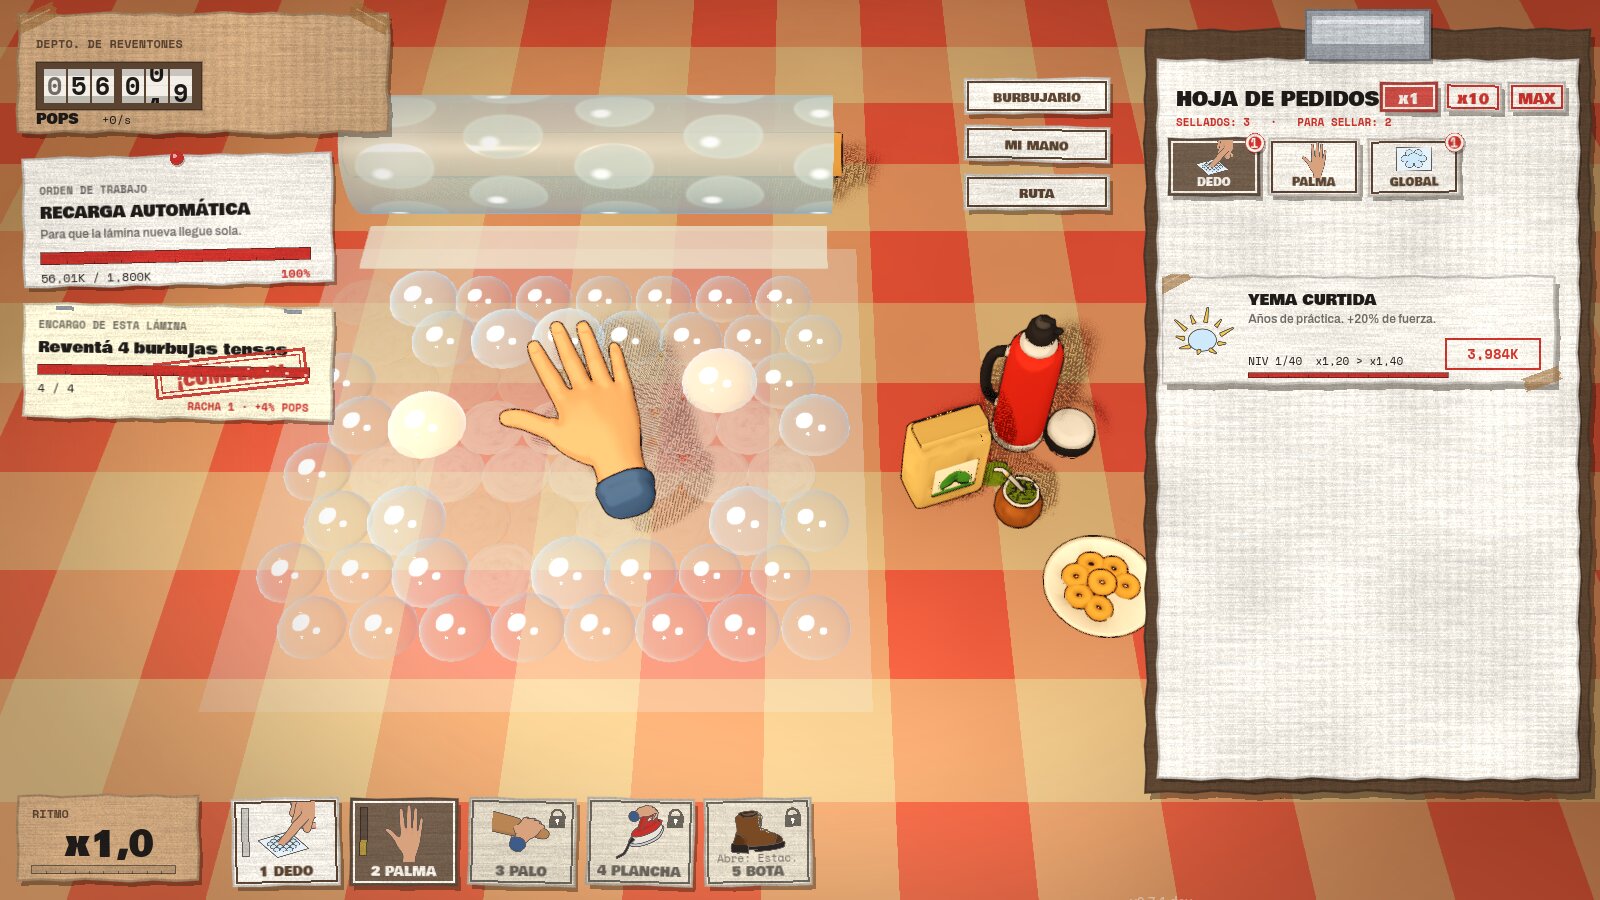 DEPTO. DE REVENTONES
POPS +0/s
ORDEN DE TRABAJO
RECARGA AUTOMÁTICA
Para que la lámina nueva llegue sola.
56,01K / 1,800K 100%
ENCARGO DE ESTA LÁMINA
Reventá 4 burbujas tensas
4 / 4
RACHA 1 · +4% POPS
BURBUJARIO
MI MANO
RUTA
HOJA DE PEDIDOS x1 x10 MAX
SELLADOS: 3 · PARA SELLAR: 2
1 1
DEDO PALMA GLOBAL
YEMA CURTIDA
Años de práctica. +20% de fuerza.
NIV 1/40 x1,20 > x1,40 3,984K
RITMO
x1,0
1 DEDO
2 PALMA
3 PALO
4 PLANCHA
Abre: Estac.
5 BOTA